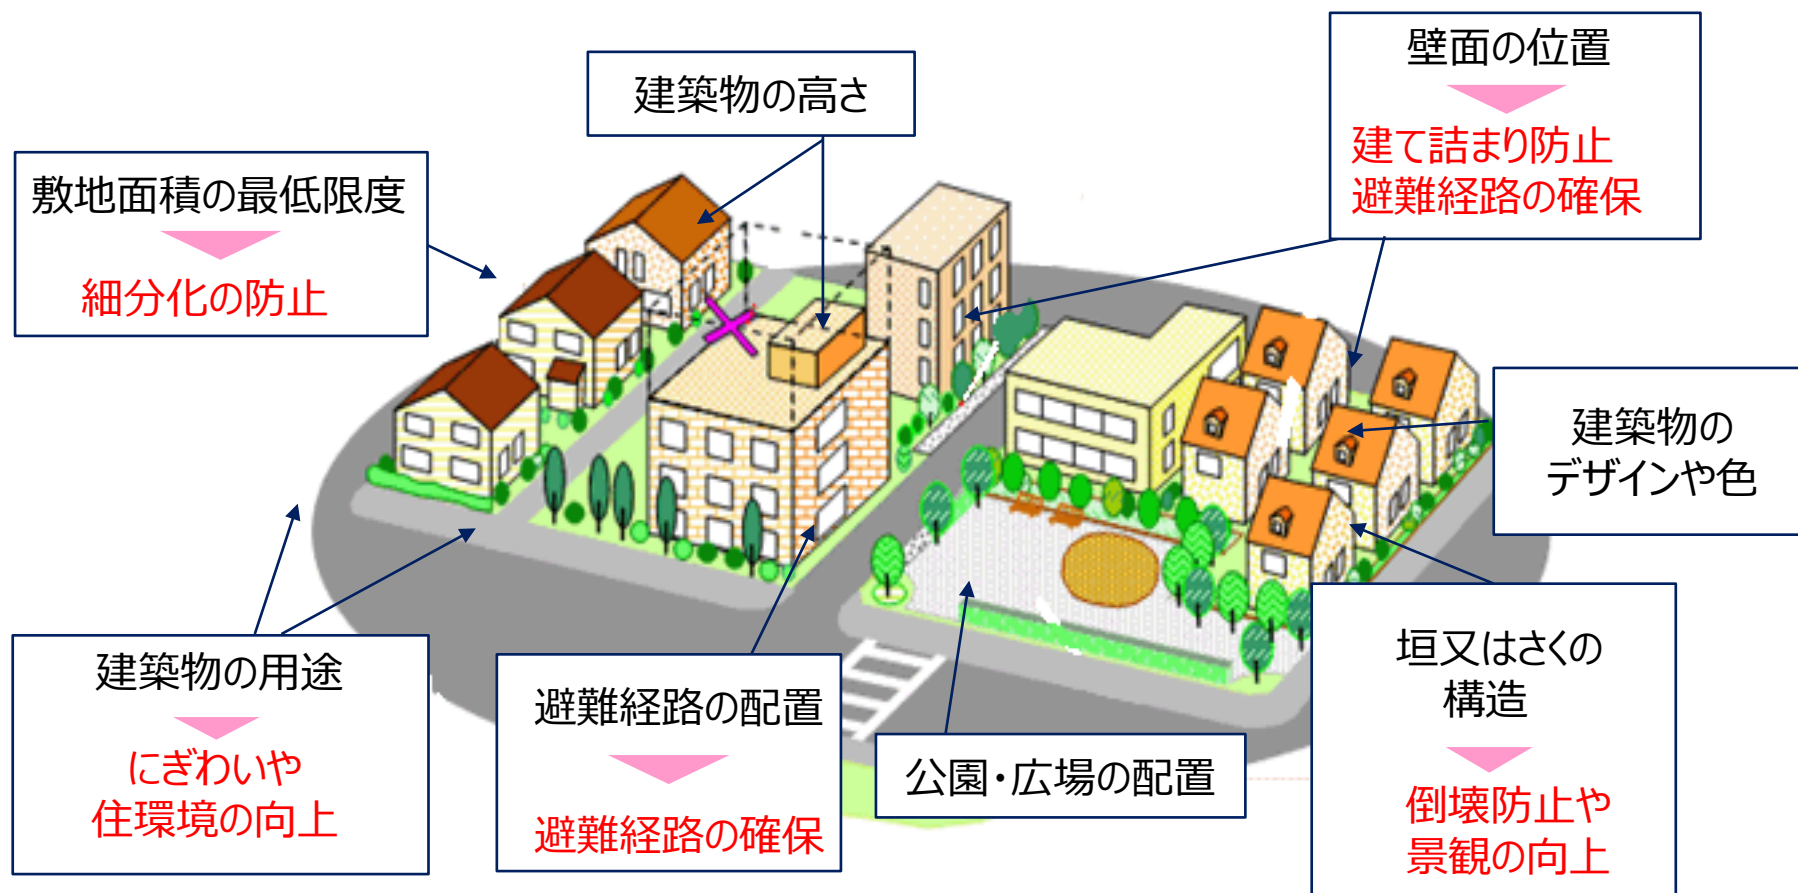 壁面の位置
建て詰まり防止
避難経路の確保
建築物の高さ
敷地面積の最低限度
細分化の防止
建築物の
デザインや色
建築物の用途
にぎわいや
住環境の向上
避難経路の配置
避難経路の確保
公園・広場の配置
垣又はさくの
構造
倒壊防止や
景観の向上